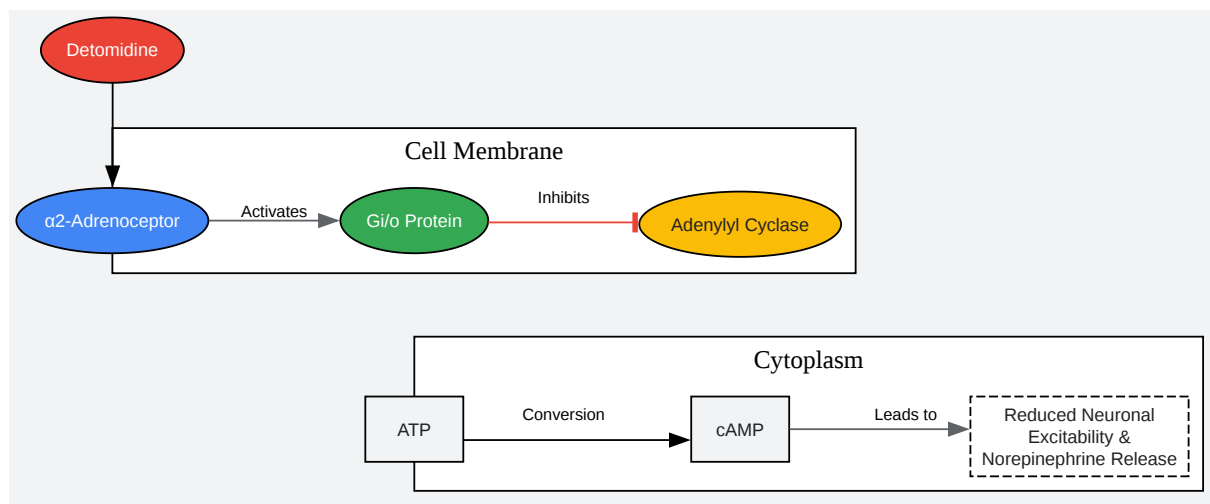 Detomidine
Cell Membrane
α2-Adrenoceptor
Activates
Gi/o Protein
Inhibits
Adenylyl Cyclase
Cytoplasm
ATP
Conversion
cAMP
Leads to
Reduced Neuronal
Excitability &
Norepinephrine Release